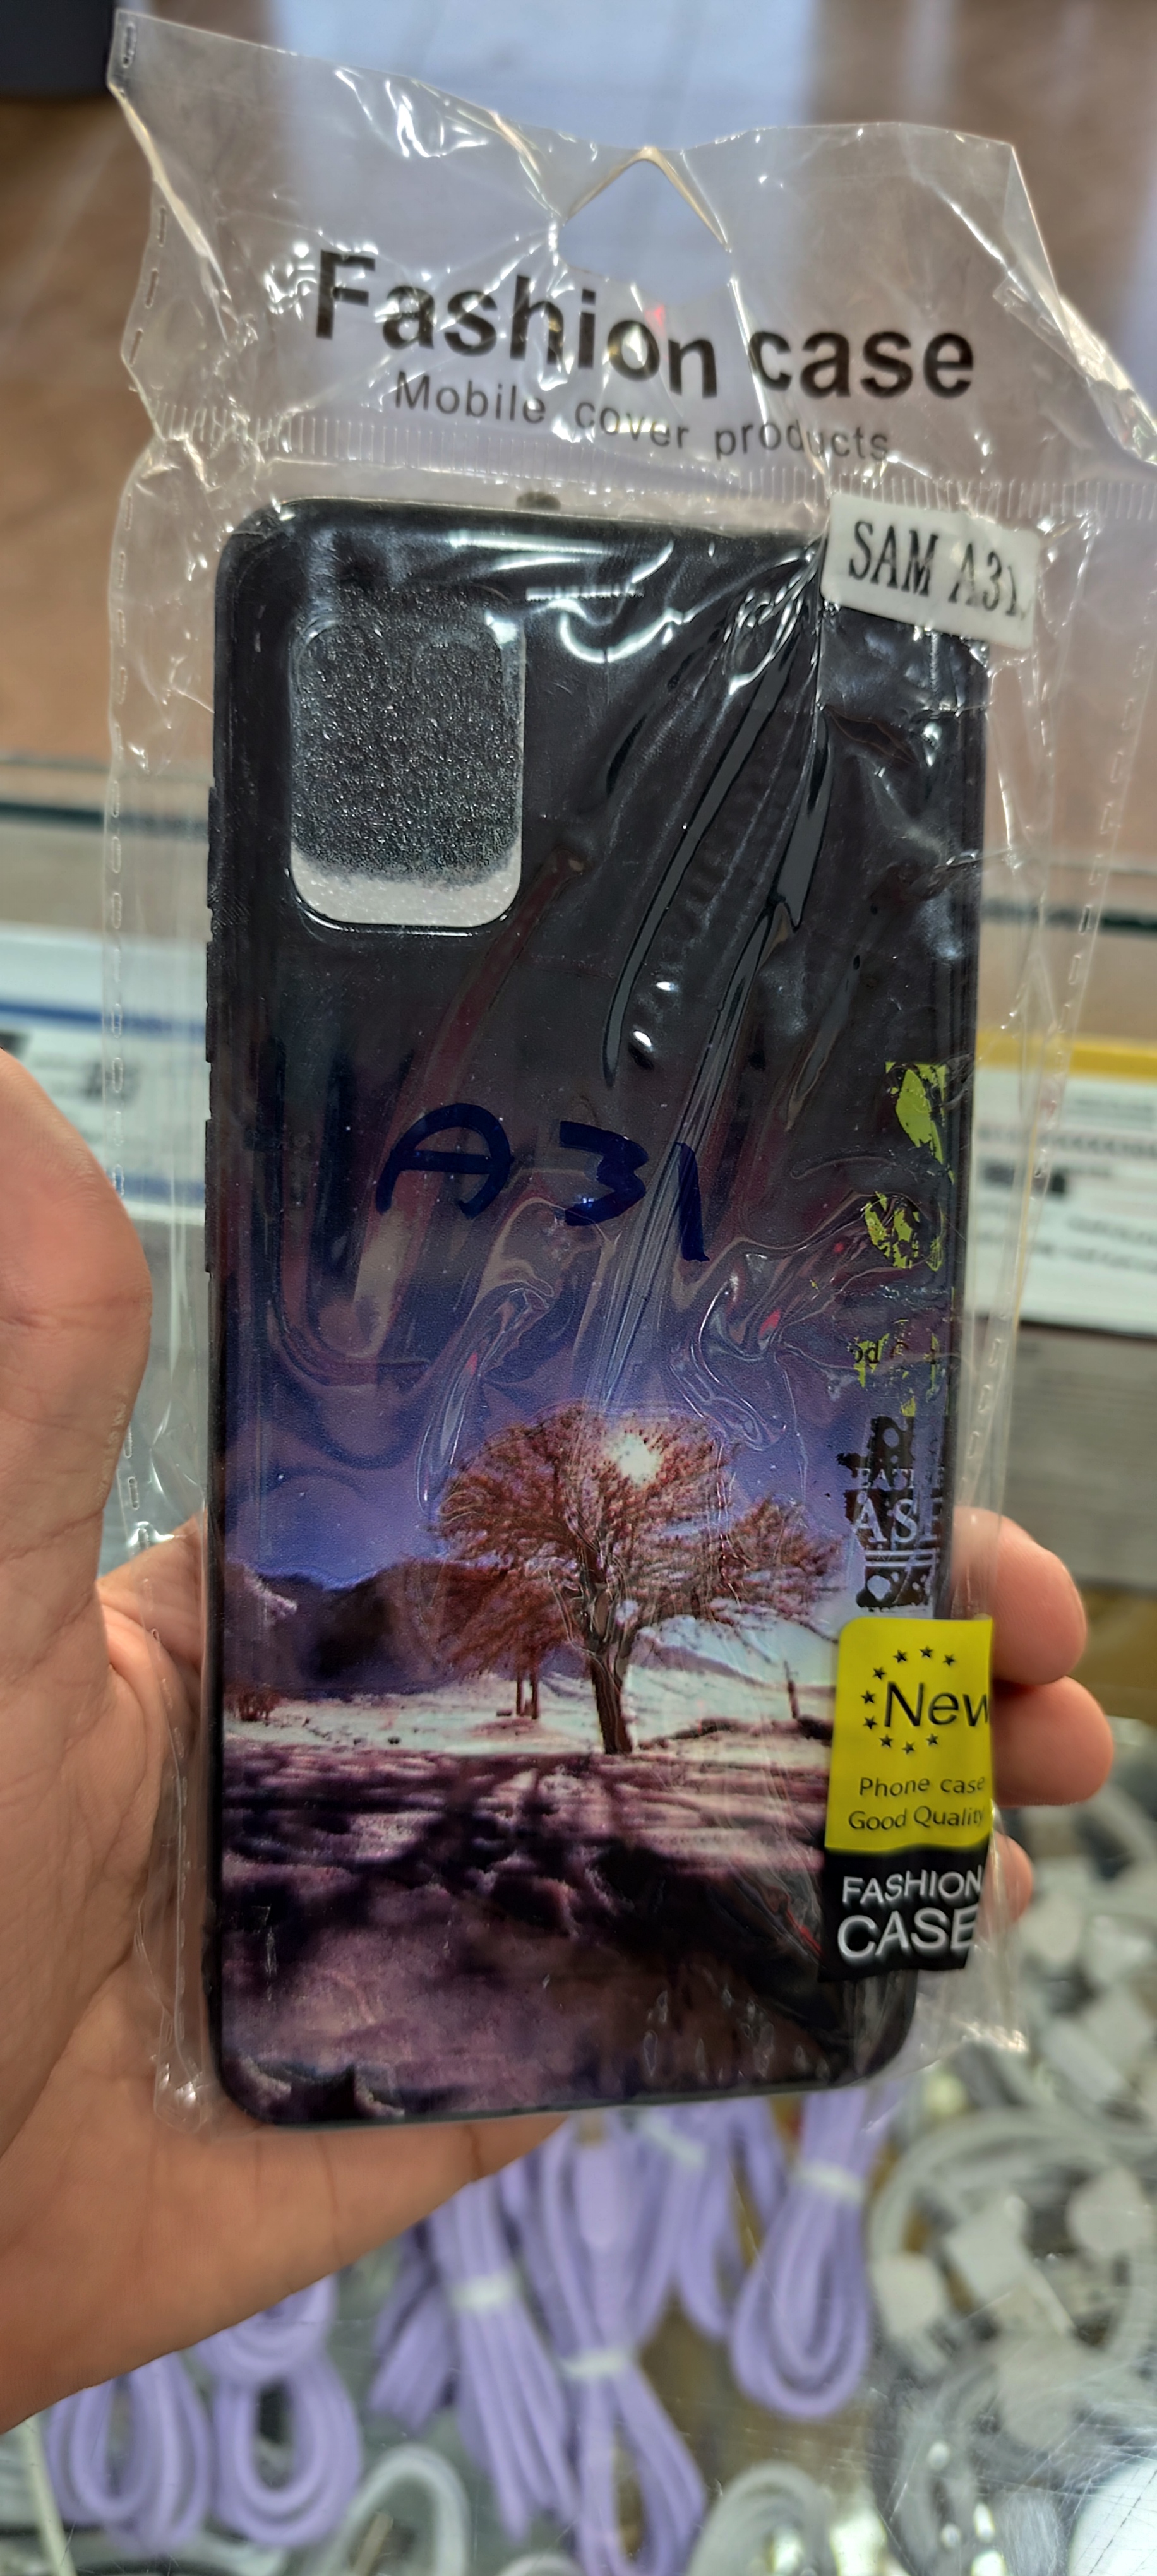 Fashion case
Mobile cover products
SAM A31
A31
New
Phone case
Good Quality
FASHION
CASE